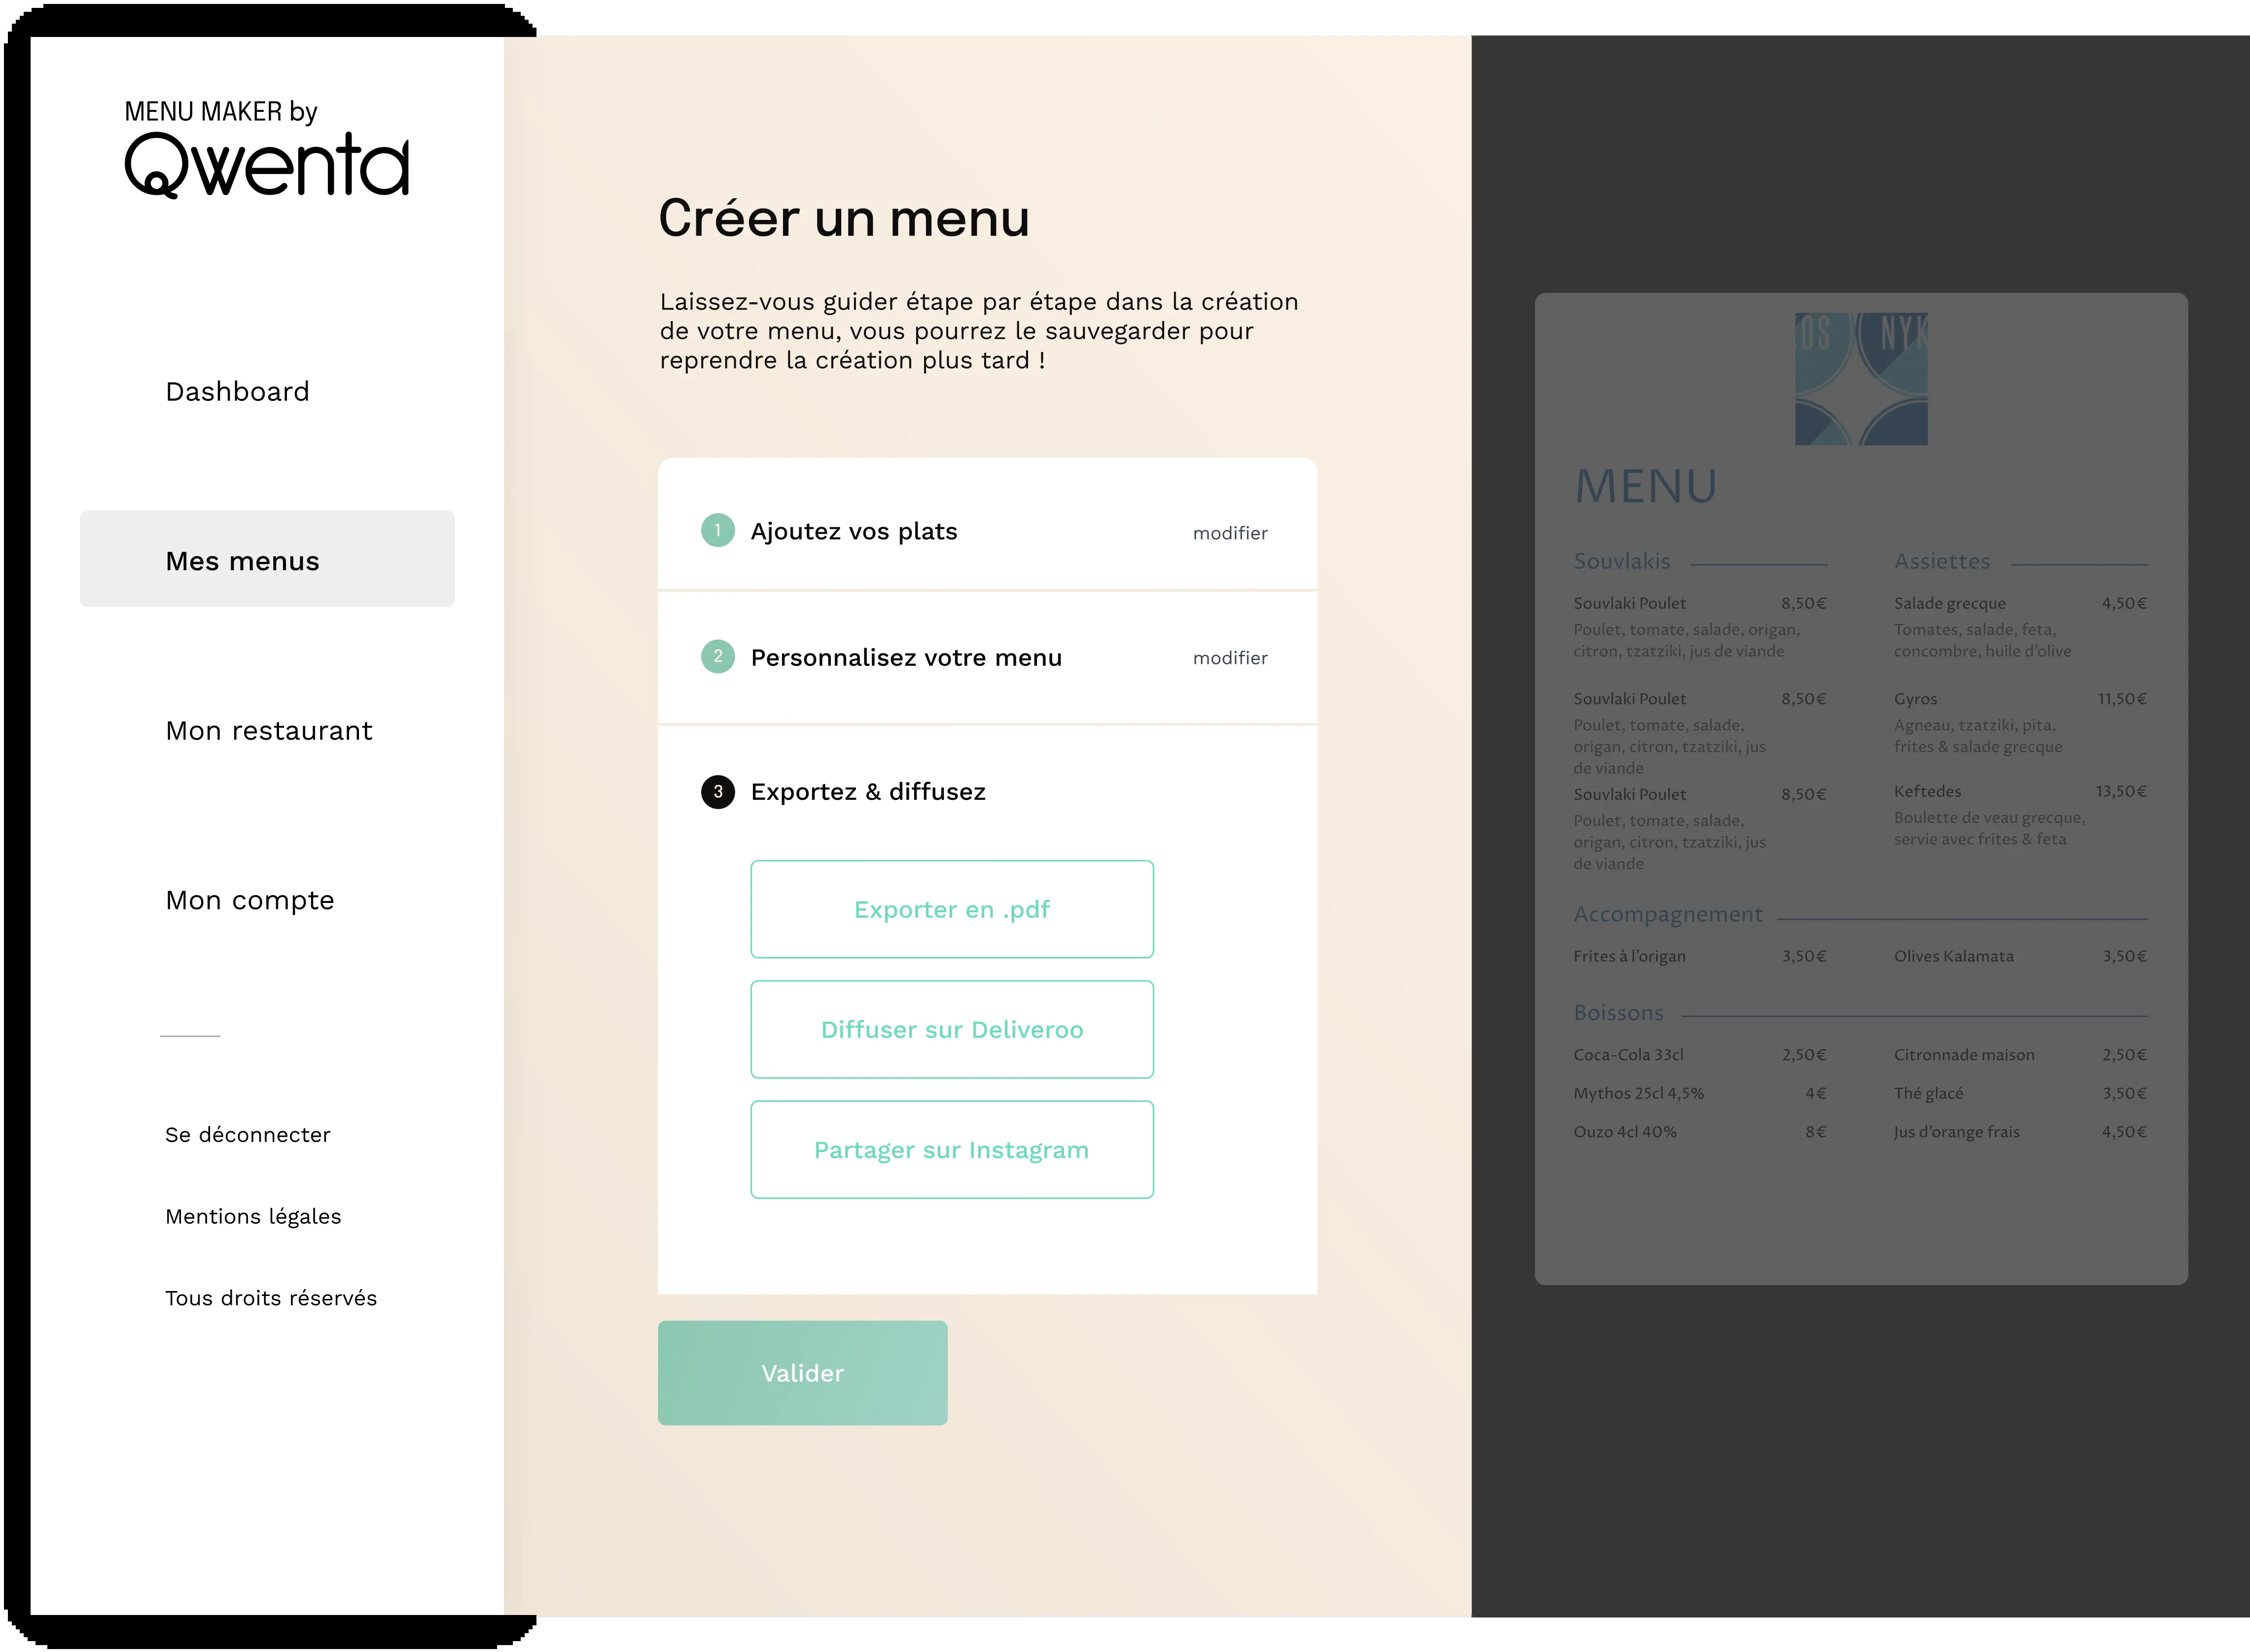 MENU MAKER by
Qwenta
Dashboard
Mes menus
Mon restaurant
Mon compte
Se déconnecter
Mentions légales
Tous droits réservés
Créer un menu
Laissez-vous guider étape par étape dans la création
de votre menu, vous pourrez le sauvegarder pour
reprendre la création plus tard !
1 Ajoutez vos plats modifier
2 Personnalisez votre menu modifier
3 Exportez & diffusez
Exporter en .pdf
Diffuser sur Deliveroo
Partager sur Instagram
Valider
OS NYK
MENU
Souvlakis
Souvlaki Poulet 8,50€
Poulet, tomate, salade, origan,
citron, tzatziki, jus de viande
Souvlaki Poulet 8,50€
Poulet, tomate, salade,
origan, citron, tzatziki, jus
de viande
Souvlaki Poulet 8,50€
Poulet, tomate, salade,
origan, citron, tzatziki, jus
de viande
Assiettes
Salade grecque 4,50€
Tomates, salade, feta,
concombre, huile d'olive
Gyros 11,50€
Agneau, tzatziki, pita,
frites & salade grecque
Keftedes 13,50€
Boulette de veau grecque,
servie avec frites & feta
Accompagnement
Frites à l'origan 3,50€ Olives Kalamata 3,50€
Boissons
Coca-Cola 33cl 2,50€ Citronnade maison 2,50€
Mythos 25cl 4,5% 4€ Thé glacé 3,50€
Ouzo 4cl 40% 8€ Jus d'orange frais 4,50€